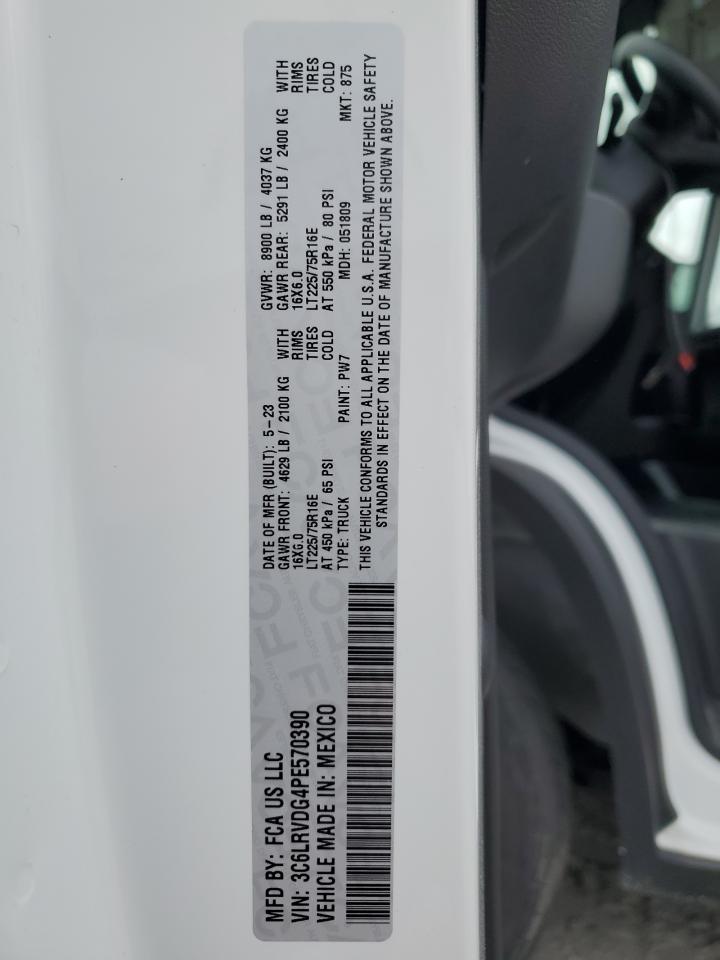 MFD BY: FCA US LLC
VIN: 3C6LRVDG4PE570390
VEHICLE MADE IN: MEXICO
DATE OF MFR (BUILT): 5-23
GVWR: 8900 LB / 4037 KG
GAWR FRONT: 4629 LB / 2100 KG WITH
GAWR REAR: 5291 LB / 2400 KG WITH
16X6.0 RIMS
16X6.0 RIMS
LT225/75R16E TIRES
LT225/75R16E TIRES
AT 450 kPa / 65 PSI COLD
AT 550 kPa / 80 PSI COLD
TYPE: TRUCK PAINT: PW7 MDH: 051809 MKT: 875
THIS VEHICLE CONFORMS TO ALL APPLICABLE U.S.A. FEDERAL MOTOR VEHICLE SAFETY
STANDARDS IN EFFECT ON THE DATE OF MANUFACTURE SHOWN ABOVE.